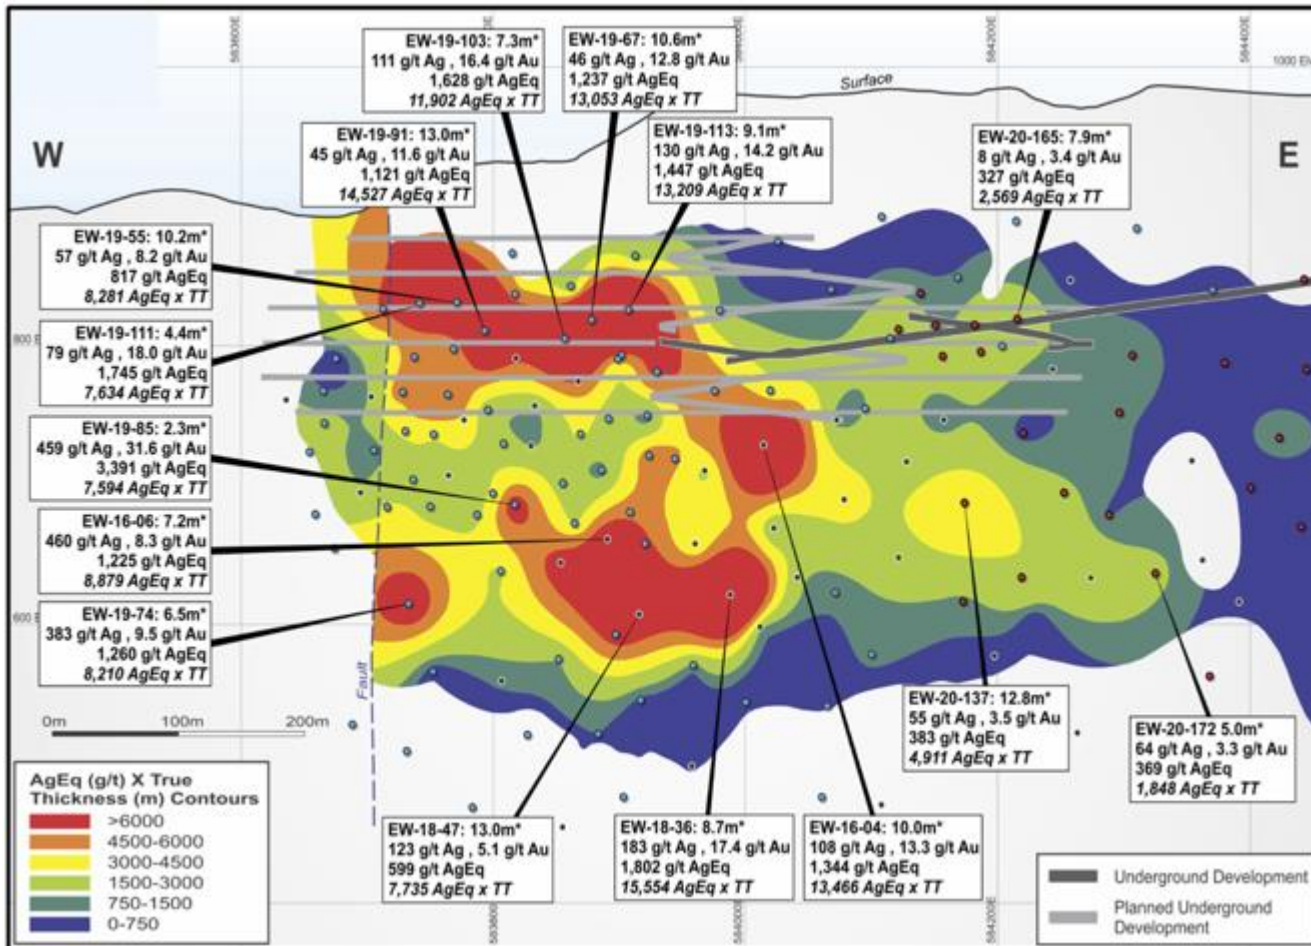 583800E
584000E
584200E
584400E
1000 El
Surface
W
E
EW-19-103: 7.3m*
111 g/t Ag , 16.4 g/t Au
1,628 g/t AgEq
11,902 AgEq x TT
EW-19-67: 10.6m*
46 g/t Ag , 12.8 g/t Au
1,237 g/t AgEq
13,053 AgEq x TT
EW-19-91: 13.0m*
45 g/t Ag , 11.6 g/t Au
1,121 g/t AgEq
14,527 AgEq x TT
EW-19-113: 9.1m*
130 g/t Ag , 14.2 g/t Au
1,447 g/t AgEq
13,209 AgEq x TT
EW-20-165: 7.9m*
8 g/t Ag , 3.4 g/t Au
327 g/t AgEq
2,569 AgEq x TT
EW-19-55: 10.2m*
57 g/t Ag , 8.2 g/t Au
817 g/t AgEq
8,281 AgEq x TT
800
EW-19-111: 4.4m*
79 g/t Ag , 18.0 g/t Au
1,745 g/t AgEq
7,634 AgEq x TT
EW-19-85: 2.3m*
459 g/t Ag , 31.6 g/t Au
3,391 g/t AgEq
7,594 AgEq x TT
EW-16-06: 7.2m*
460 g/t Ag , 8.3 g/t Au
1,225 g/t AgEq
8,879 AgEq x TT
600
EW-19-74: 6.5m*
383 g/t Ag , 9.5 g/t Au
1,260 g/t AgEq
8,210 AgEq x TT
Fault
0m 100m 200m
EW-20-137: 12.8m*
55 g/t Ag , 3.5 g/t Au
383 g/t AgEq
4,911 AgEq x TT
EW-20-172 5.0m*
64 g/t Ag , 3.3 g/t Au
369 g/t AgEq
1,848 AgEq x TT
EW-18-47: 13.0m*
123 g/t Ag , 5.1 g/t Au
599 g/t AgEq
7,735 AgEq x TT
EW-18-36: 8.7m*
183 g/t Ag , 17.4 g/t Au
1,802 g/t AgEq
15,554 AgEq x TT
EW-16-04: 10.0m*
108 g/t Ag , 13.3 g/t Au
1,344 g/t AgEq
13,466 AgEq x TT
AgEq (g/t) X True
Thickness (m) Contours
>6000
4500-6000
3000-4500
1500-3000
750-1500
0-750
Underground Development
Planned Underground
Development
583800E
584000E
584200E